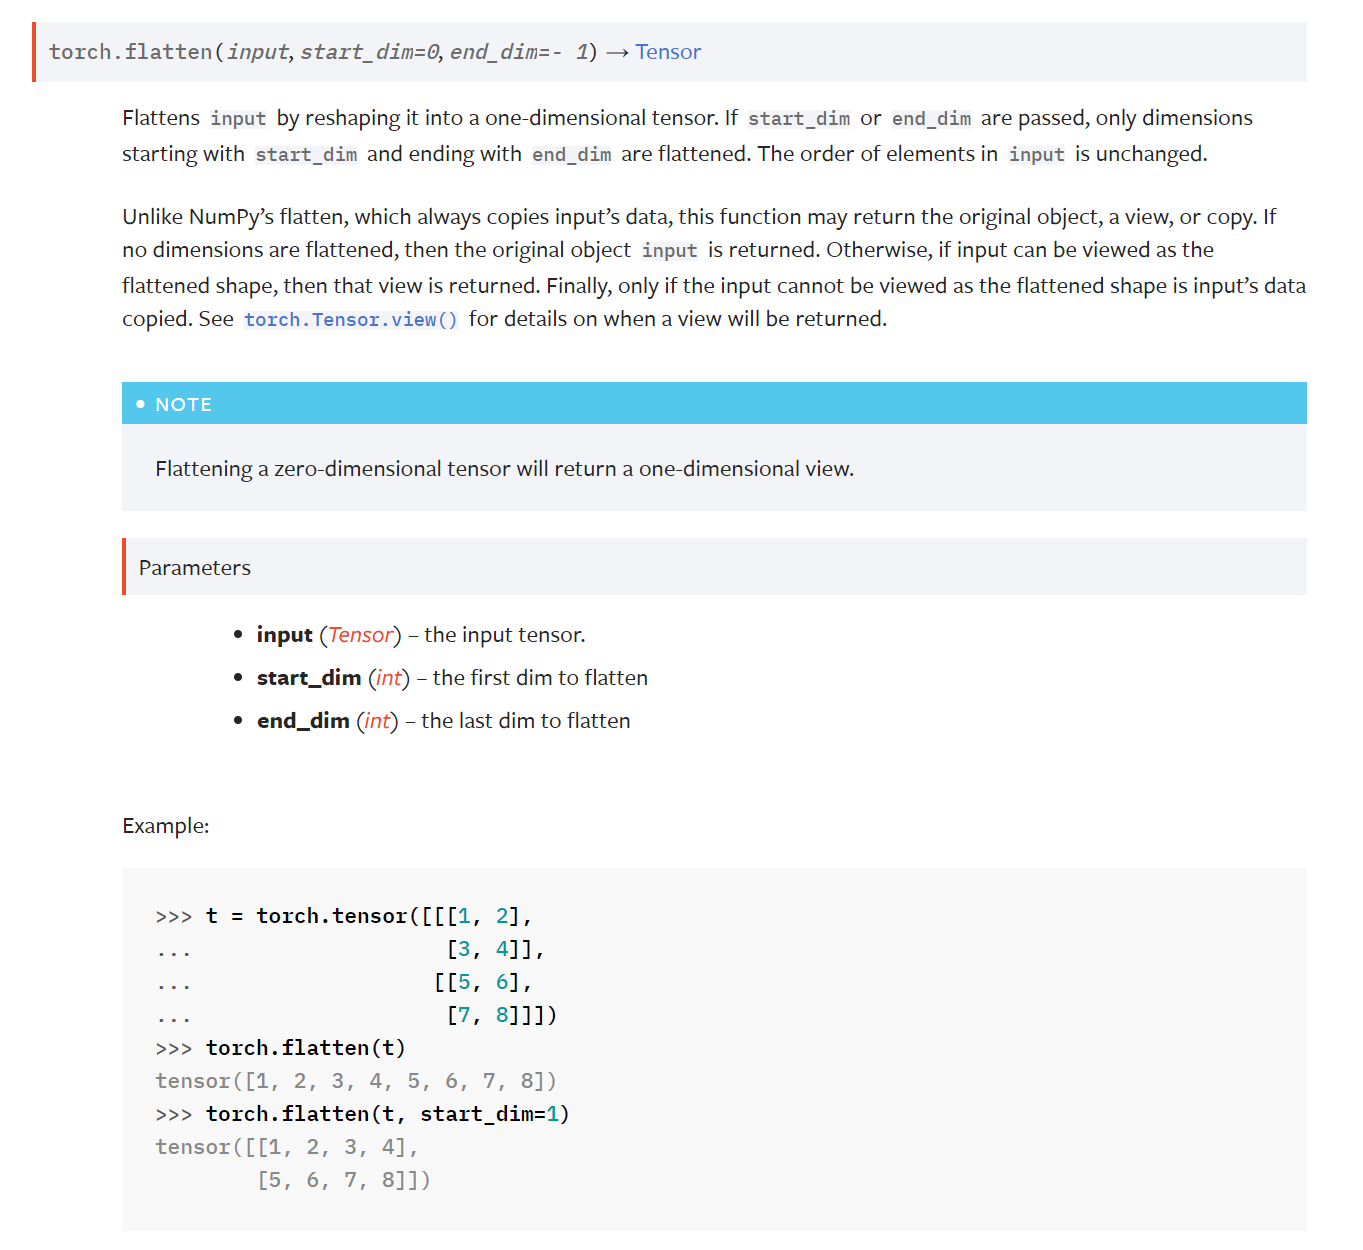 torch.flatten(input, start_dim=0, end_dim=- 1) → Tensor
Flattens input by reshaping it into a one-dimensional tensor. If start_dim or end_dim are passed, only dimensions
starting with start_dim and ending with end_dim are flattened. The order of elements in input is unchanged.
Unlike NumPy’s flatten, which always copies input’s data, this function may return the original object, a view, or copy. If
no dimensions are flattened, then the original object input is returned. Otherwise, if input can be viewed as the
flattened shape, then that view is returned. Finally, only if the input cannot be viewed as the flattened shape is input’s data
copied. See torch.Tensor.view() for details on when a view will be returned.
• NOTE
Flattening a zero-dimensional tensor will return a one-dimensional view.
Parameters
• input (Tensor) – the input tensor.
• start_dim (int) – the first dim to flatten
• end_dim (int) – the last dim to flatten
Example:
>>> t = torch.tensor([[[1, 2],
...                    [3, 4]],
...                   [[5, 6],
...                    [7, 8]]])
>>> torch.flatten(t)
tensor([1, 2, 3, 4, 5, 6, 7, 8])
>>> torch.flatten(t, start_dim=1)
tensor([[1, 2, 3, 4],
        [5, 6, 7, 8]])